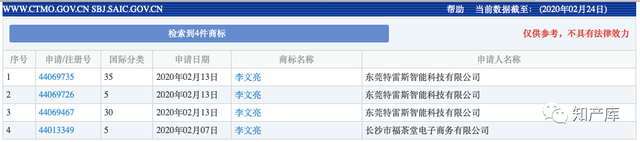 WWW.CTMO.GOV.CN SBJ.SAIC.GOV.CN 帮助 当前数据截至： (2020年02月24日)
检索到4件商标 仅供参考，不具有法律效力
序号 申请/注册号 国际分类 申请日期 商标名称 申请人名称
1 44069735 35 2020年02月13日 李文亮 东莞特雷斯智能科技有限公司
2 44069726 5 2020年02月13日 李文亮 东莞特雷斯智能科技有限公司
3 44069467 30 2020年02月13日 李文亮 东莞特雷斯智能科技有限公司
4 44013349 5 2020年02月07日 李文亮 长沙市福茶堂电子商务有限公司
知产库